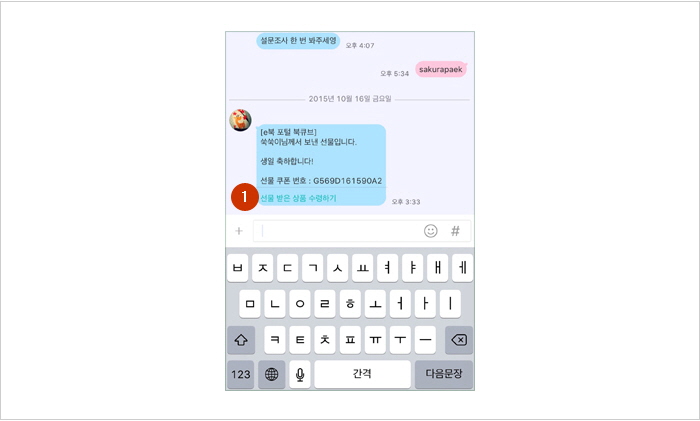 설문조사 한 번 봐주세영
오후 4:07
sakurapaek
오후 5:34
2015년 10월 16일 금요일
[e북 포털 북큐브]
쑥쑥이님께서 보낸 선물입니다.
생일 축하합니다!
선물 쿠폰 번호 : G569D161590A2
1
선물 받은 상품 수령하기
오후 3:33
+ #
ㅂ ㅈ ㄷ ㄱ ㅅ ㅛ ㅕ ㅑ ㅐ ㅔ
ㅁ ㄴ ㅇ ㄹ ㅎ ㅗ ㅓ ㅏ ㅣ
ㅋ ㅌ ㅊ ㅍ ㅠ ㅜ ㅡ
123 간격 다음문장